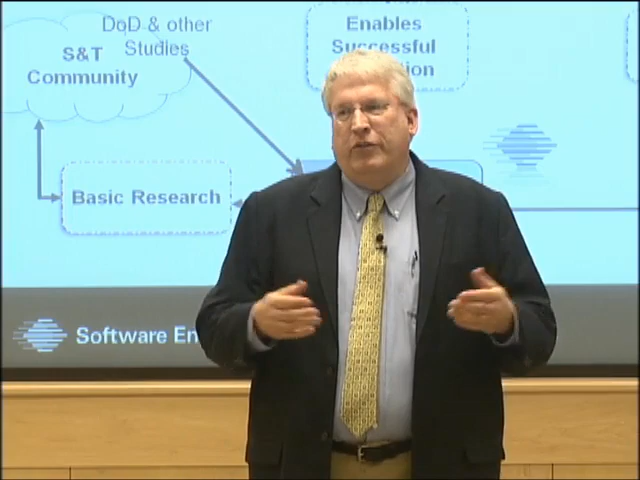 DoD & other
Studies
S&T
Community
Enables
Successful
Basic Research
Software En